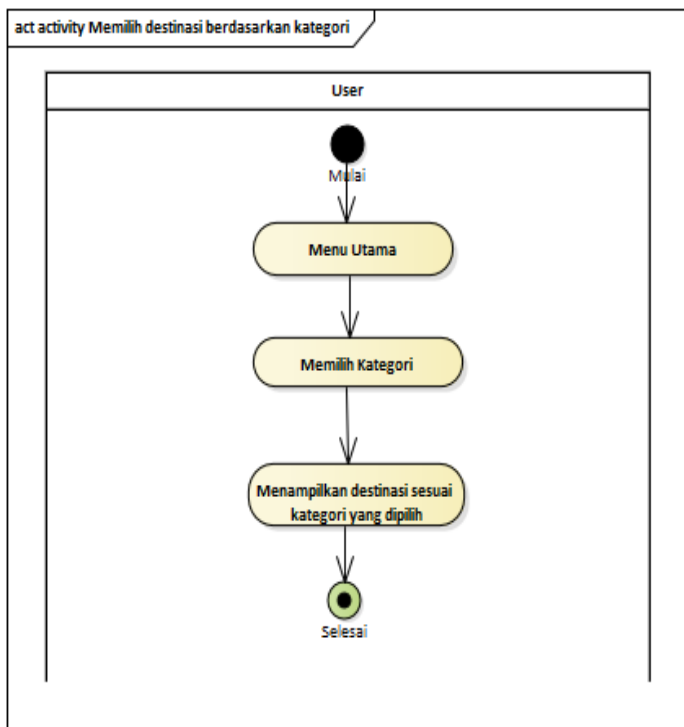 act activity Memilih destinasi berdasarkan kategori
User
Mulai
Menu Utama
Memilih Kategori
Menampilkan destinasi sesuai
kategori yang dipilih
Selesai